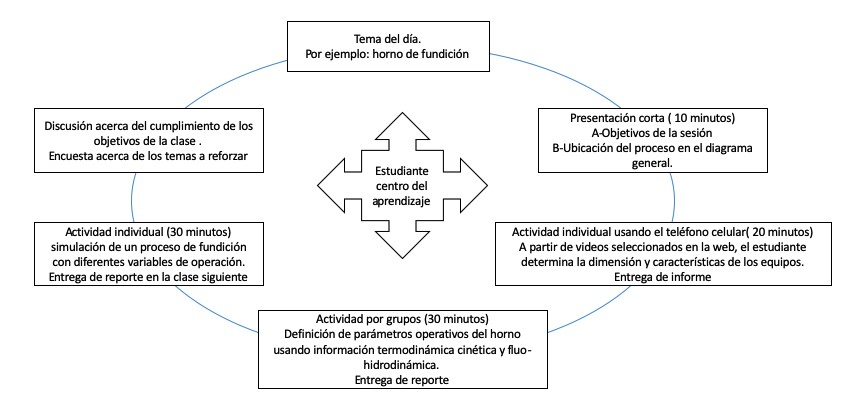 Tema del día.
Por ejemplo: horno de fundición
Presentación corta ( 10 minutos)
A-Objetivos de la sesión
B-Ubicación del proceso en el diagrama
general.
Actividad individual usando el teléfono celular( 20 minutos)
A partir de videos seleccionados en la web, el estudiante
determina la dimensión y características de los equipos.
Entrega de informe
Actividad por grupos (30 minutos)
Definición de parámetros operativos del horno
usando información termodinámica cinética y fluo-
hidrodinámica.
Entrega de reporte
Actividad individual (30 minutos)
simulación de un proceso de fundición
con diferentes variables de operación.
Entrega de reporte en la clase siguiente
Discusión acerca del cumplimiento de los
objetivos de la clase .
Encuesta acerca de los temas a reforzar
Estudiante
centro del
aprendizaje